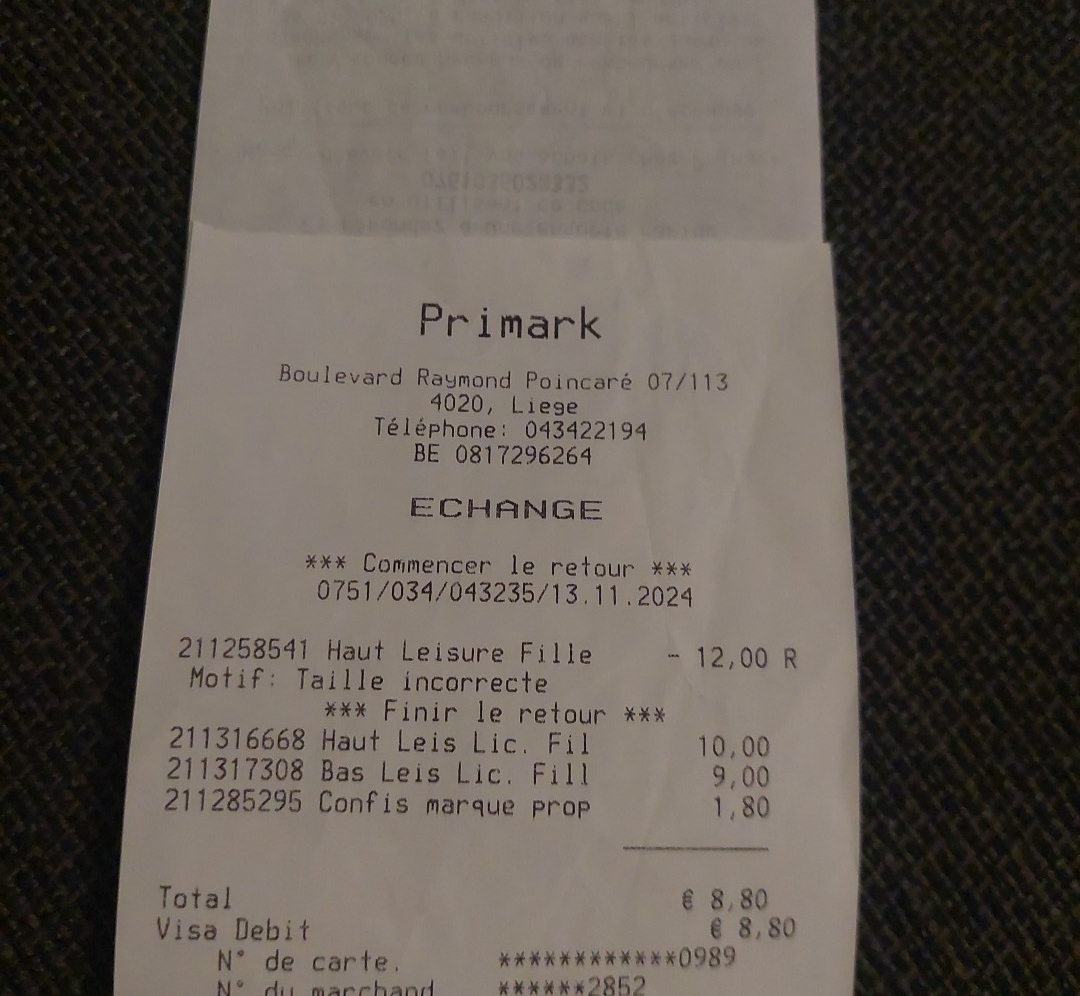 Primark
Boulevard Raymond Poincaré 07/113
4020, Liege
Téléphone: 043422194
BE 0817296264
ECHANGE
*** Commencer le retour ***
0751/034/043235/13.11.2024
211258541 Haut Leisure Fille - 12,00 R
Motif: Taille incorrecte
*** Finir le retour ***
211316668 Haut Leis Lic. Fil 10,00
211317308 Bas Leis Lic. Fill 9,00
211285295 Confis marque prop 1,80
Total € 8,80
Visa Debit € 8,80
N° de carte. ************0989
N° du marchand ******2852